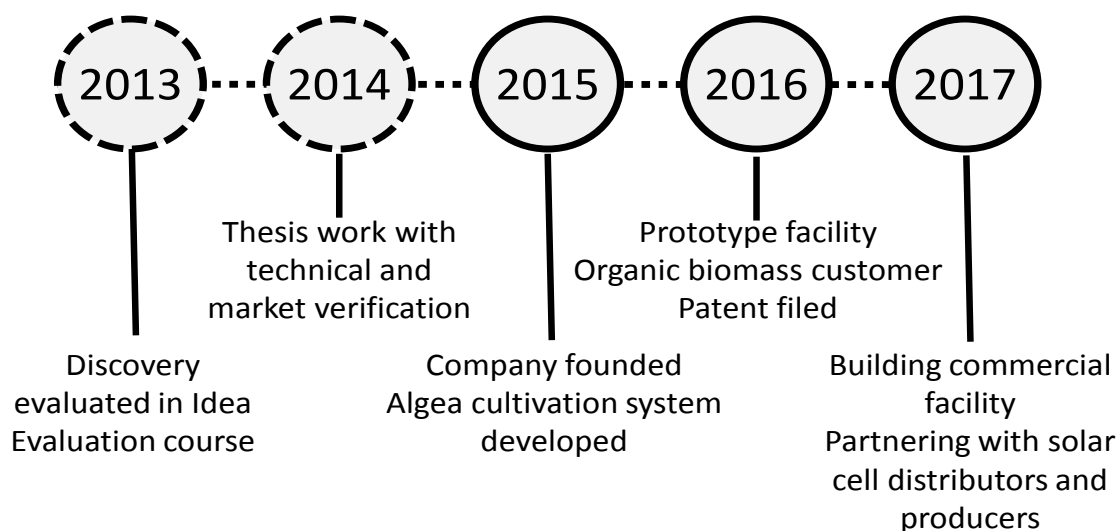 2013
2014
2015
2016
2017
Thesis work with
technical and
market verification
Prototype facility
Organic biomass customer
Patent filed
Discovery
evaluated in Idea
Evaluation course
Company founded
Algea cultivation system
developed
Building commercial
facility
Partnering with solar
cell distributors and
producers